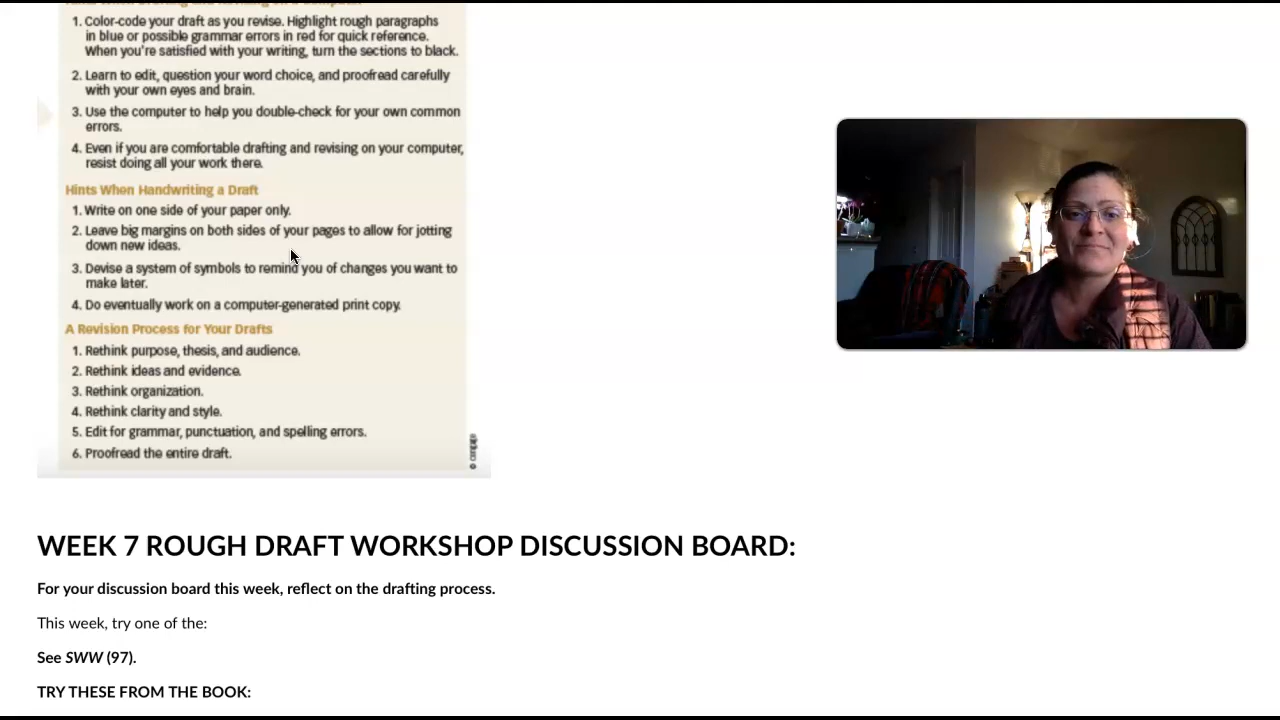 1. Color-code your draft as you revise. Highlight rough paragraphs
in blue or possible grammar errors in red for quick reference.
When you're satisfied with your writing, turn the sections to black.
2. Learn to edit, question your word choice, and proofread carefully
with your own eyes and brain.
3. Use the computer to help you double-check for your own common
errors.
4. Even if you are comfortable drafting and revising on your computer,
resist doing all your work there.
Hints When Handwriting a Draft
1. Write on one side of your paper only.
2. Leave big margins on both sides of your pages to allow for jotting
down new ideas.
3. Devise a system of symbols to remind you of changes you want to
make later.
4. Do eventually work on a computer-generated print copy.
A Revision Process for Your Drafts
1. Rethink purpose, thesis, and audience.
2. Rethink ideas and evidence.
3. Rethink organization.
4. Rethink clarity and style.
5. Edit for grammar, punctuation, and spelling errors.
6. Proofread the entire draft.
© Cengage
WEEK 7 ROUGH DRAFT WORKSHOP DISCUSSION BOARD:
For your discussion board this week, reflect on the drafting process.
This week, try one of the:
See SWW (97).
TRY THESE FROM THE BOOK: